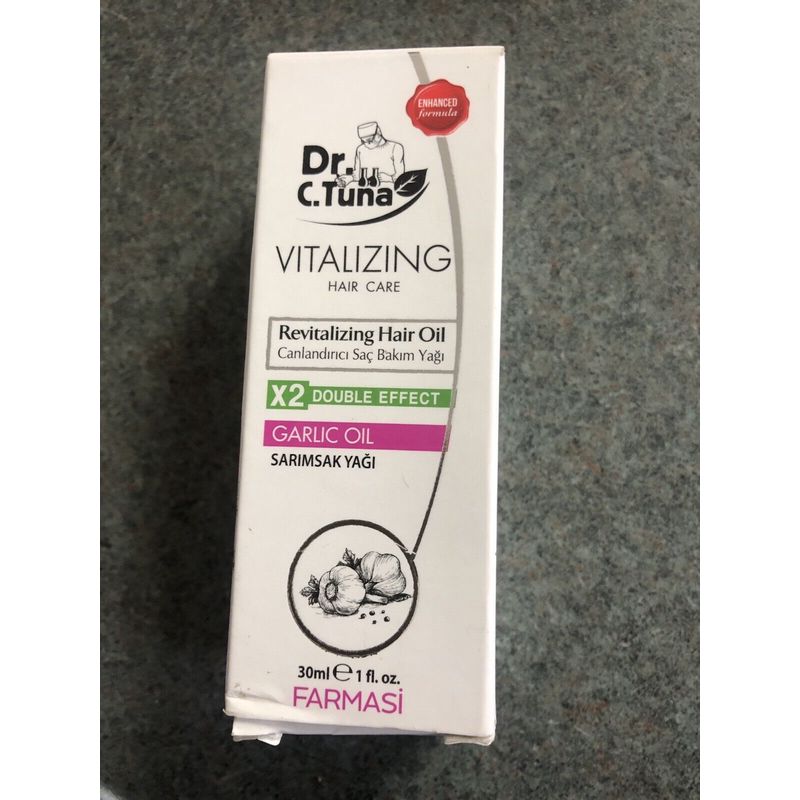 ENHANCED
formula
Dr.
C.Tuna
VITALIZING
HAIR CARE
Revitalizing Hair Oil
Canlandırıcı Saç Bakım Yağı
X2 DOUBLE EFFECT
GARLIC OIL
SARIMSAK YAĞI
30ml ℮ 1 fl. oz.
FARMASİ